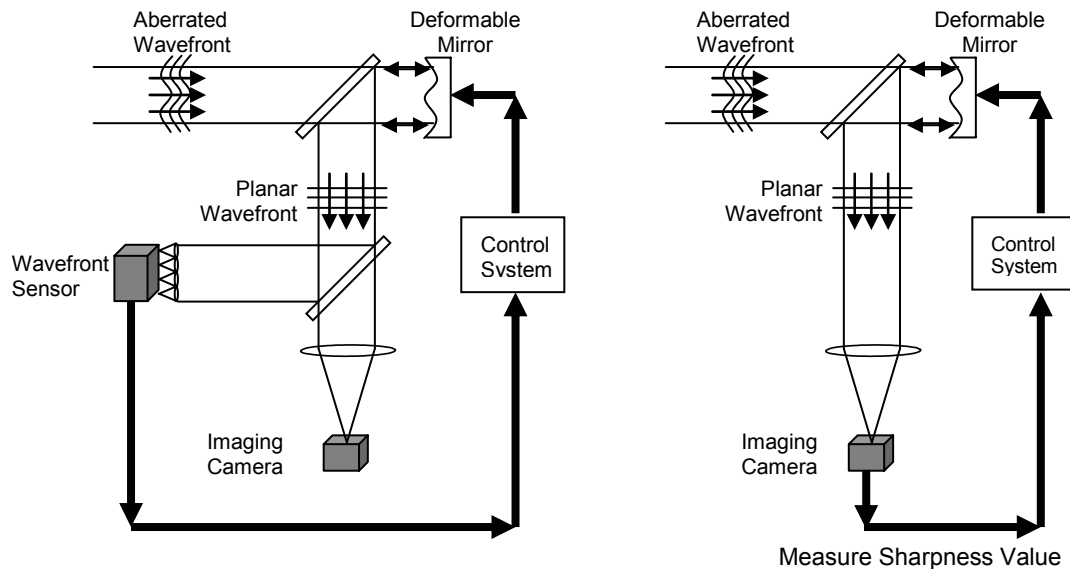 Aberrated
Wavefront
Deformable
Mirror
Planar
Wavefront
Wavefront
Sensor
Control
System
Imaging
Camera
Aberrated
Wavefront
Deformable
Mirror
Planar
Wavefront
Control
System
Imaging
Camera
Measure Sharpness Value